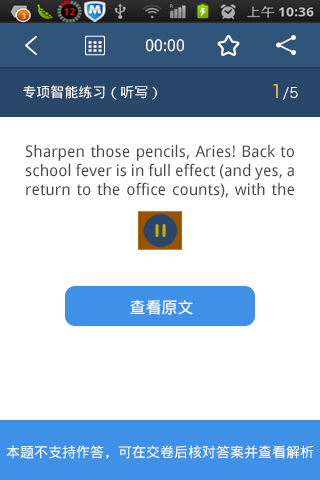 3
12
上午 10:36
00:00
专项智能练习（听写）
1/5
Sharpen those pencils, Aries! Back to
school fever is in full effect (and yes, a
return to the office counts), with the
查看原文
本题不支持作答，可在交卷后核对答案并查看解析